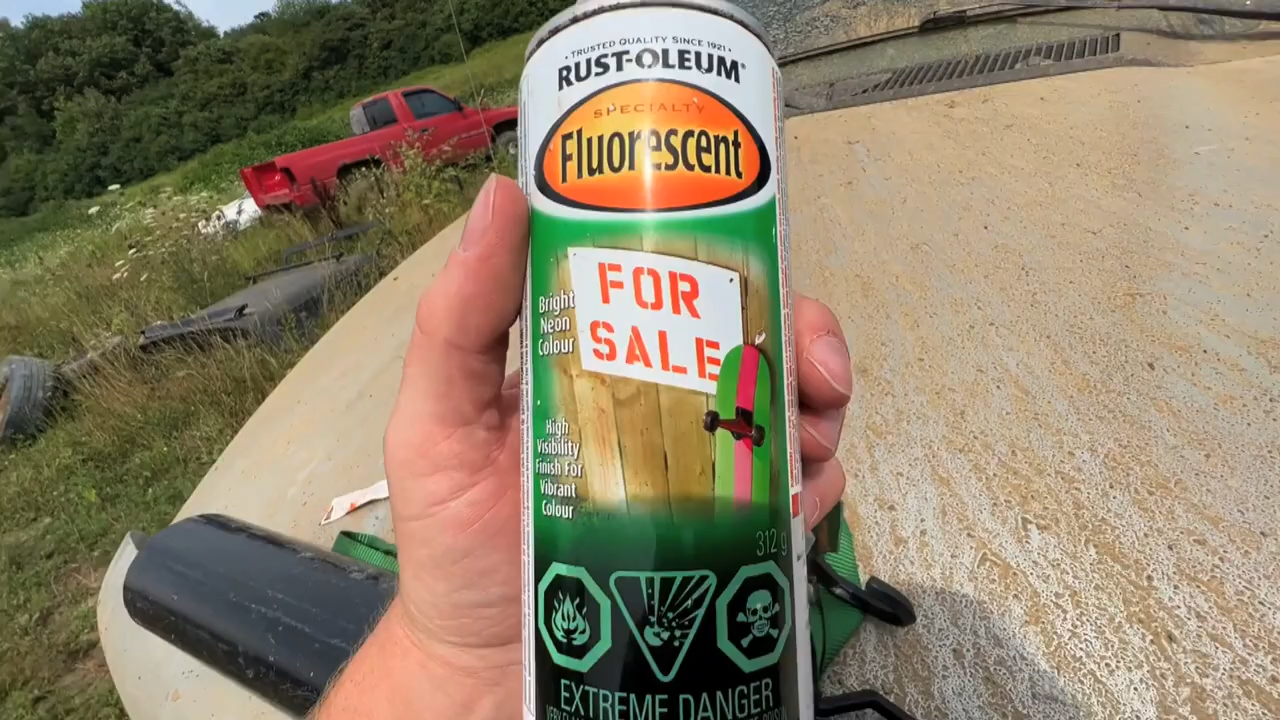 • TRUSTED QUALITY SINCE 1921 •
RUST-OLEUM®
SPECIALTY
Fluorescent
FOR
SALE
Bright
Neon
Colour
High
Visibility
Finish For
Vibrant
Colour
312 g
EXTREME DANGER